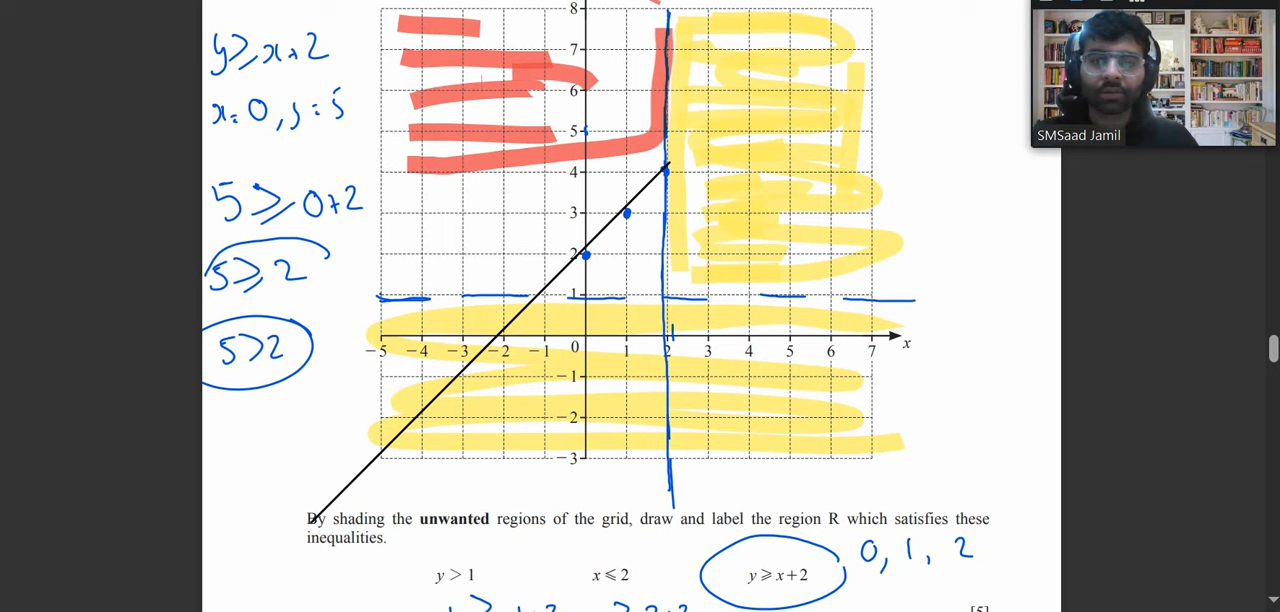 y⩾x+2
x=0, y=5
5⩾0+2
5⩾2
5>2
SMSaad Jamil
8
7
6
5
4
3
2
1
−5 −4 −3 −2 −1 0 1 2 3 4 5 6 7 x
−1
−2
−3
By shading the unwanted regions of the grid, draw and label the region R which satisfies these
inequalities.
0, 1, 2
y > 1 x ⩽ 2 y ⩾ x + 2